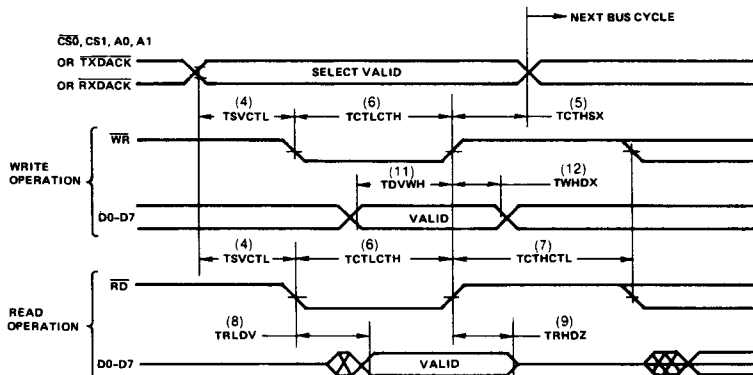 NEXT BUS CYCLE
C̅S̅0̅, CS1, A0, A1
OR T̅X̅D̅A̅C̅K̅
OR R̅X̅D̅A̅C̅K̅
SELECT VALID
(4) (6) (5)
TSVCTL TCTLCTH TCTHSX
W̅R̅
WRITE OPERATION
(11) (12)
TDVWH TWHDX
D0-D7
VALID
(4) (6) (7)
TSVCTL TCTLCTH TCTHCTL
R̅D̅
READ OPERATION
(8) (9)
TRLDV TRHDZ
D0-D7
VALID